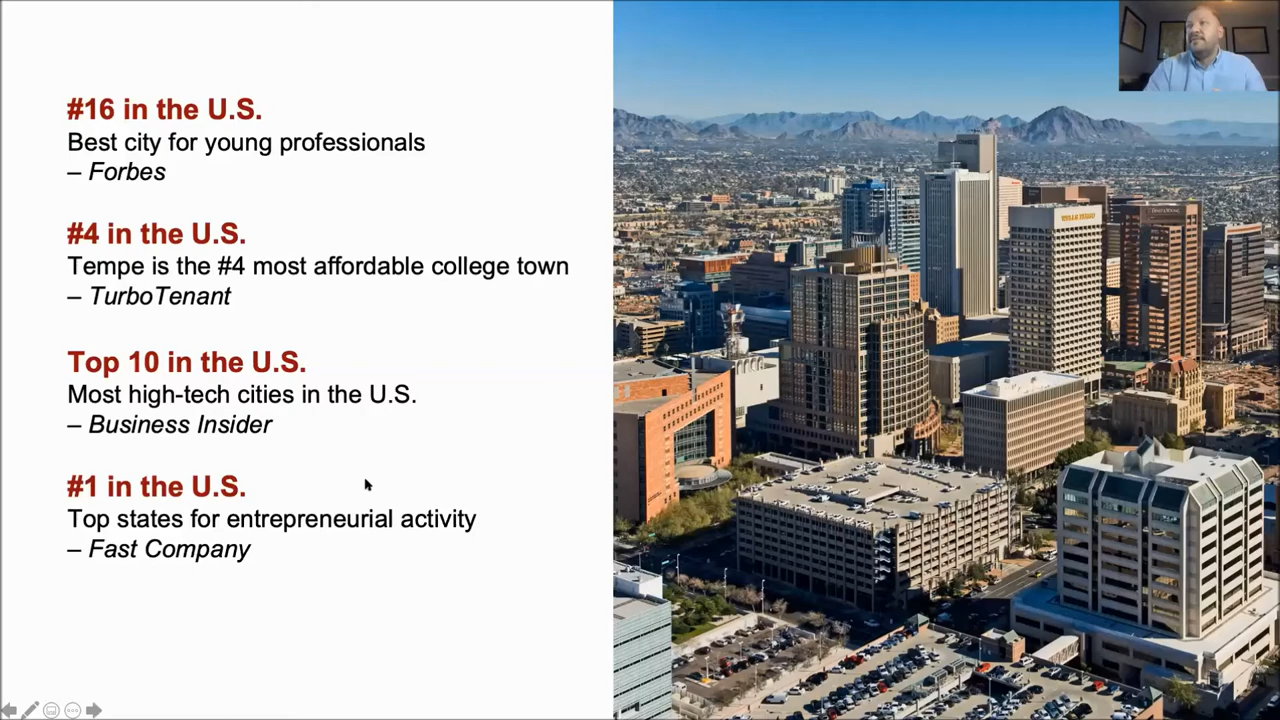 #16 in the U.S.
Best city for young professionals
– Forbes
#4 in the U.S.
Tempe is the #4 most affordable college town
– TurboTenant
Top 10 in the U.S.
Most high-tech cities in the U.S.
– Business Insider
#1 in the U.S.
Top states for entrepreneurial activity
– Fast Company
WELLS FARGO